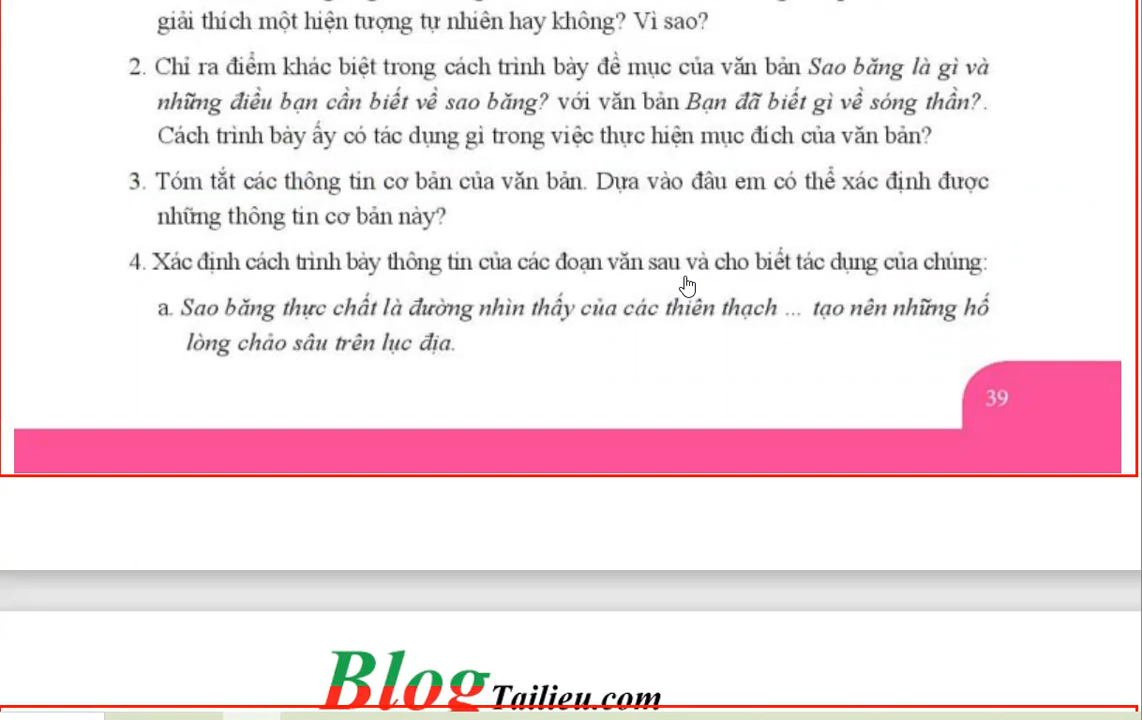 giải thích một hiện tượng tự nhiên hay không? Vì sao?
2. Chỉ ra điểm khác biệt trong cách trình bày đề mục của văn bản Sao băng là gì và
những điều bạn cần biết về sao băng? với văn bản Bạn đã biết gì về sóng thần?.
Cách trình bày ấy có tác dụng gì trong việc thực hiện mục đích của văn bản?
3. Tóm tắt các thông tin cơ bản của văn bản. Dựa vào đâu em có thể xác định được
những thông tin cơ bản này?
4. Xác định cách trình bày thông tin của các đoạn văn sau và cho biết tác dụng của chúng:
a. Sao băng thực chất là đường nhìn thấy của các thiên thạch ... tạo nên những hố
lòng chảo sâu trên lục địa.
39
Blog Tailieu.com